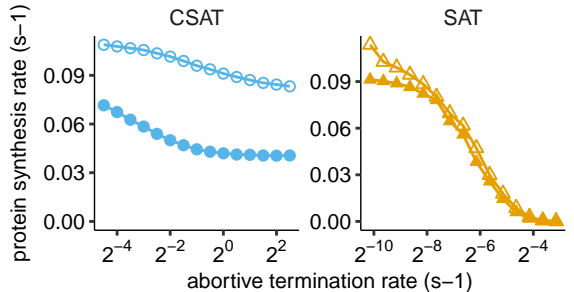 CSAT SAT
protein synthesis rate (s−1)
0.09 0.09
0.06 0.06
0.03 0.03
0.00 0.00
2⁻⁴ 2⁻² 2⁰ 2² 2⁻¹⁰ 2⁻⁸ 2⁻⁶ 2⁻⁴
abortive termination rate (s−1)